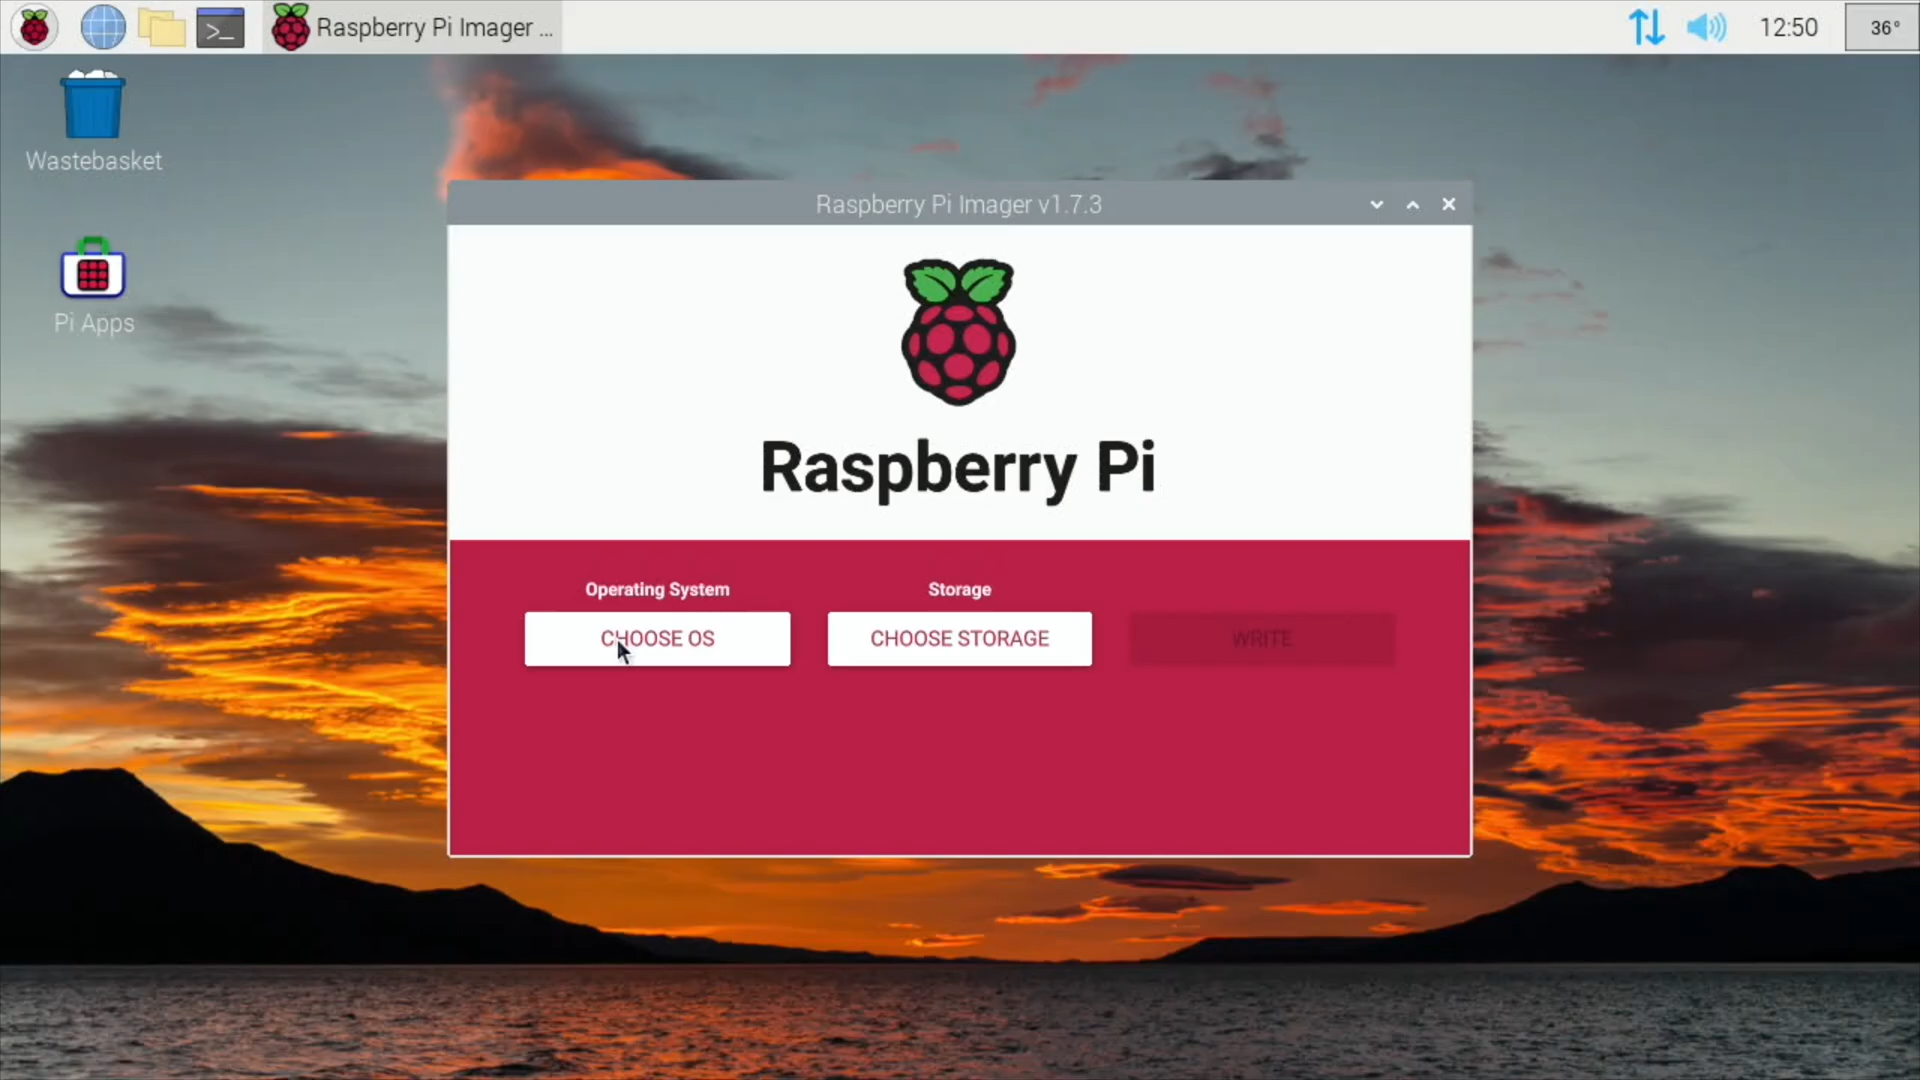 Raspberry Pi Imager ...
12:50
36°
Wastebasket
Pi Apps
Raspberry Pi Imager v1.7.3
Raspberry Pi
Operating System
Storage
CHOOSE OS
CHOOSE STORAGE
WRITE